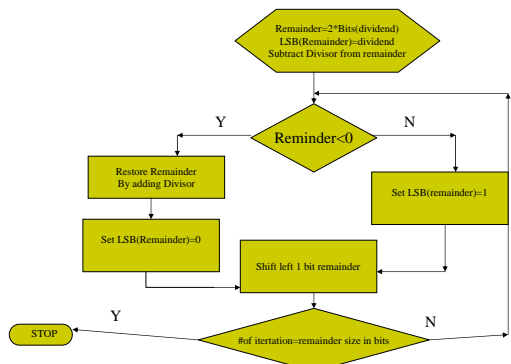 Remainder=2*Bits(dividend)
LSB(Remainder)=dividend
Subtract Divisor from remainder
Y
Reminder<0
N
Restore Remainder
By adding Divisor
Set LSB(remainder)=1
Set LSB(Remainder)=0
Shift left 1 bit remainder
Y
N
STOP
#of itertation=remainder size in bits